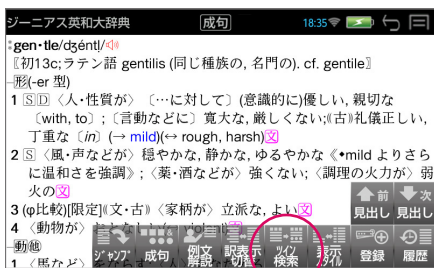 ジーニアス英和大辞典 成句 18:35
gen・tle/dʒéntl/
〖初13c;ラテン語 gentilis (同じ種族の, 名門の). cf. gentile〗
形(-er 型)
1 S D 〈人・性質が〉〔…に対して〕(意識的に)優しい, 親切な
〔with, to〕;〔言動などに〕寛大な, 厳しくない;《古》礼儀正しい,
丁重な〔in〕(→ mild)(↔ rough, harsh)文
2 S 〈風・声などが〉穏やかな, 静かな, ゆるやかな《◆mild よりさら
に温和さを強調》;〈薬・酒などが〉強くない;〈調理の火力が〉弱
火の文
3 (φ比較)[限定]《文・古》〈家柄が〉立派な, よい文
4 〈動物が〉
動他
1 〈馬など〉
前見出し 次見出し
ジャンプ 成句 例文解説 訳表示切替 ツイン検索 表示スタイル 登録 履歴